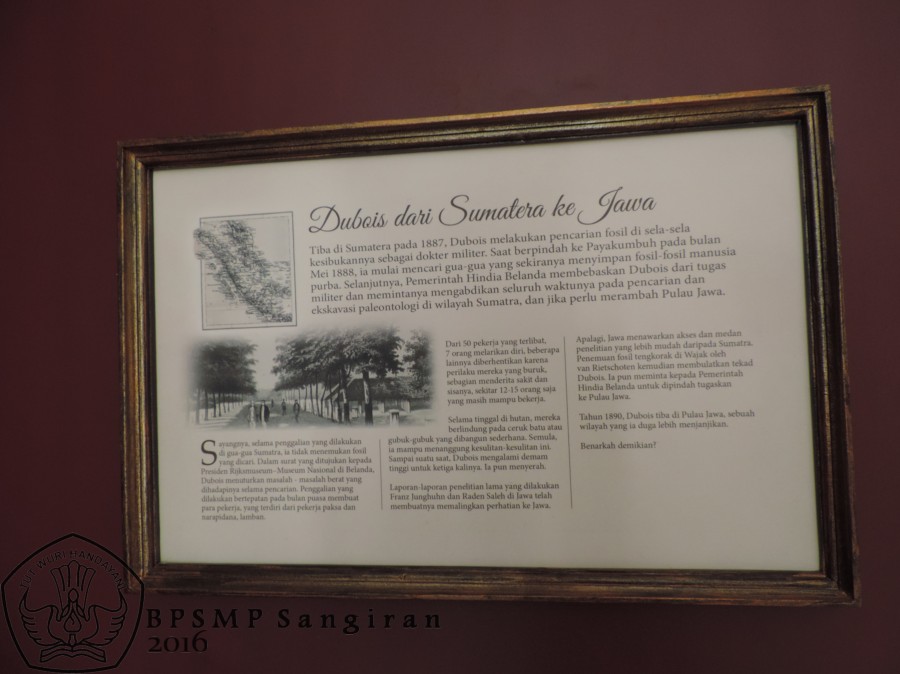 Dubois dari Sumatera ke Jawa
Tiba di Sumatera pada 1887, Dubois melakukan pencarian fosil di sela-sela
kesibukannya sebagai dokter militer. Saat berpindah ke Payakumbuh pada bulan
Mei 1888, ia mulai mencari gua-gua yang sekiranya menyimpan fosil-fosil manusia
purba. Selanjutnya, Pemerintah Hindia Belanda membebaskan Dubois dari tugas
militer dan memintanya mengabdikan seluruh waktunya pada pencarian dan
ekskavasi paleontologi di wilayah Sumatra, dan jika perlu merambah Pulau Jawa.
Sayangnya, selama penggalian yang dilakukan
di gua-gua Sumatra, ia tidak menemukan fosil
yang dicari. Dalam surat yang ditujukan kepada
Presiden Rijksmuseum-Museum Nasional di Belanda,
Dubois menuturkan masalah - masalah berat yang
dihadapinya selama pencarian. Penggalian yang
dilakukan bertepatan pada bulan puasa membuat
para pekerja, yang terdiri dari pekerja paksa dan
narapidana, lamban.
Dari 50 pekerja yang terlibat,
7 orang melarikan diri, beberapa
lainnya diberhentikan karena
perilaku mereka yang buruk,
sebagian menderita sakit dan
sisanya, sekitar 12-15 orang saja
yang masih mampu bekerja.
Selama tinggal di hutan, mereka
berlindung pada ceruk batu atau
gubuk-gubuk yang dibangun sederhana. Semula,
ia mampu menanggung kesulitan-kesulitan ini.
Sampai suatu saat, Dubois mengalami demam
tinggi untuk ketiga kalinya. Ia pun menyerah.
Laporan-laporan penelitian lama yang dilakukan
Franz Junghuhn dan Raden Saleh di Jawa telah
membuatnya memalingkan perhatian ke Jawa.
Apalagi, Jawa menawarkan akses dan medan
penelitian yang lebih mudah daripada Sumatra.
Penemuan fosil tengkorak di Wajak oleh
van Rietschoten kemudian membulatkan tekad
Dubois. Ia pun meminta kepada Pemerintah
Hindia Belanda untuk dipindah tugaskan
ke Pulau Jawa.
Tahun 1890, Dubois tiba di Pulau Jawa, sebuah
wilayah yang ia duga lebih menjanjikan.
Benarkah demikian?
TUT WURI HANDAYANI
BPSMP Sangiran
2016